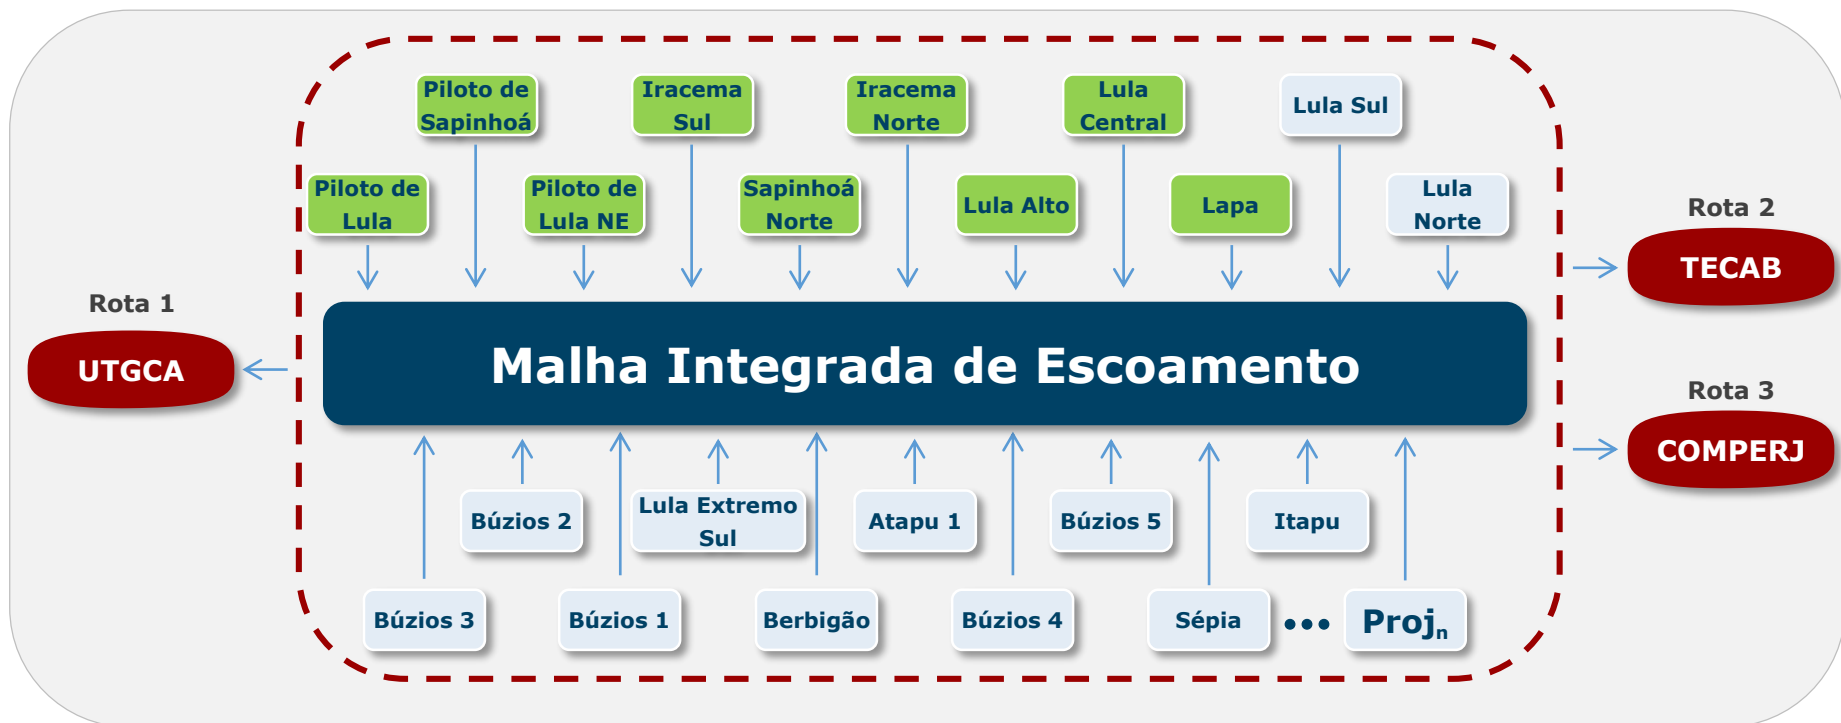 Piloto de
Sapinhoá
Iracema
Sul
Iracema
Norte
Lula
Central
Lula Sul
Piloto de
Lula
Piloto de
Lula NE
Sapinhoá
Norte
Lula Alto
Lapa
Lula
Norte
Rota 1
UTGCA
Malha Integrada de Escoamento
Rota 2
TECAB
Rota 3
COMPERJ
Búzios 2
Lula Extremo
Sul
Atapu 1
Búzios 5
Itapu
Búzios 3
Búzios 1
Berbigão
Búzios 4
Sépia
•••
Projn